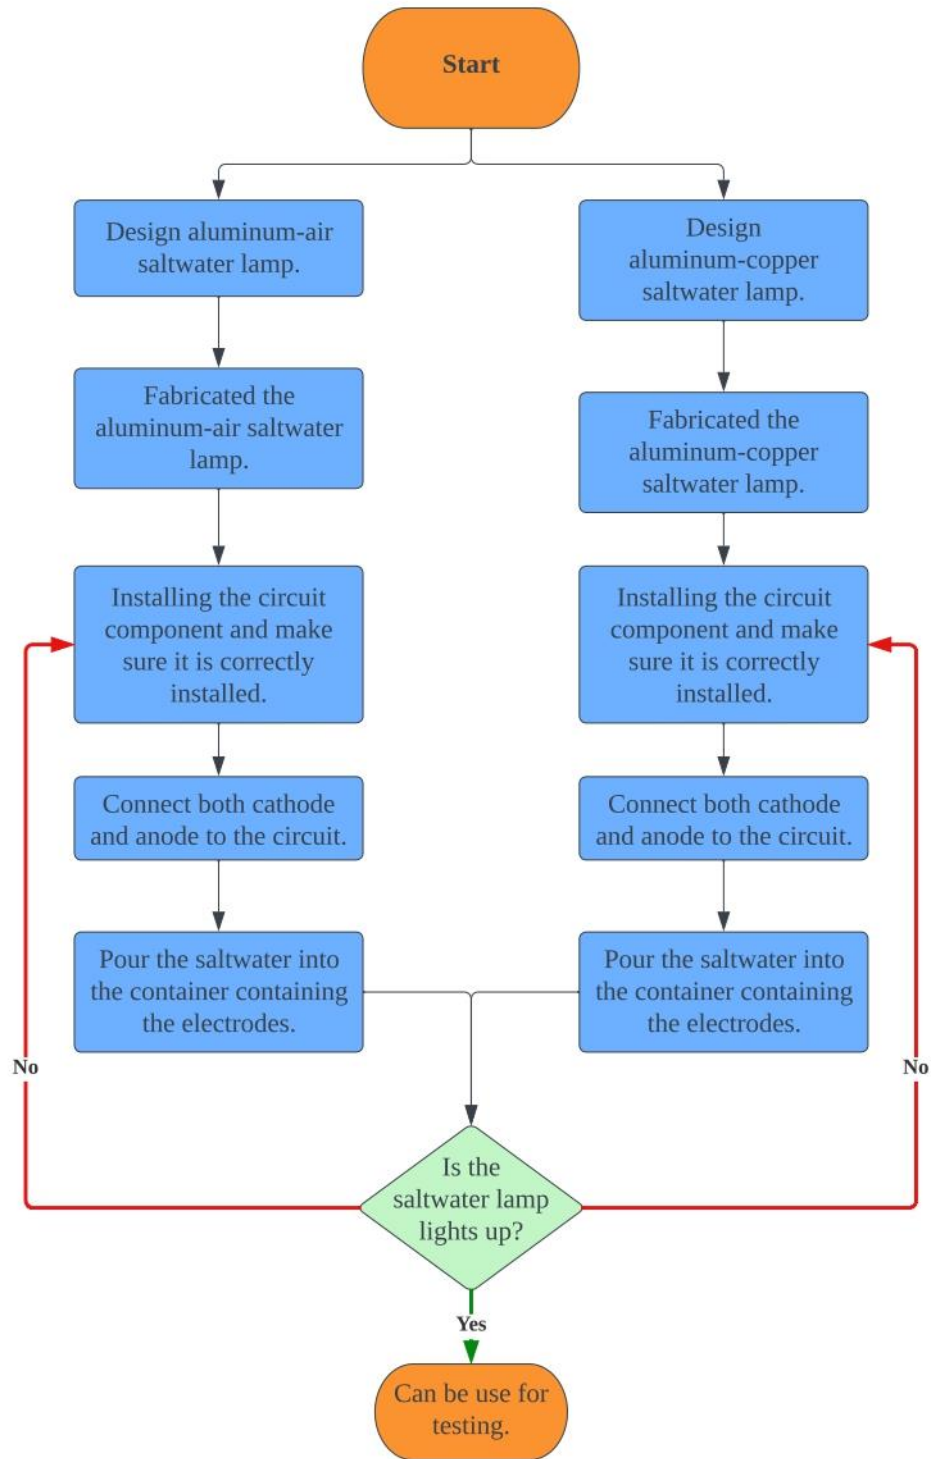 Start
Design aluminum-air
saltwater lamp.
Design
aluminum-copper
saltwater lamp.
Fabricated the
aluminum-air saltwater
lamp.
Fabricated the
aluminum-copper
saltwater lamp.
Installing the circuit
component and make
sure it is correctly
installed.
Installing the circuit
component and make
sure it is correctly
installed.
Connect both cathode
and anode to the circuit.
Connect both cathode
and anode to the circuit.
Pour the saltwater into
the container containing
the electrodes.
Pour the saltwater into
the container containing
the electrodes.
No
No
Is the
saltwater lamp
lights up?
Yes
Can be use for
testing.